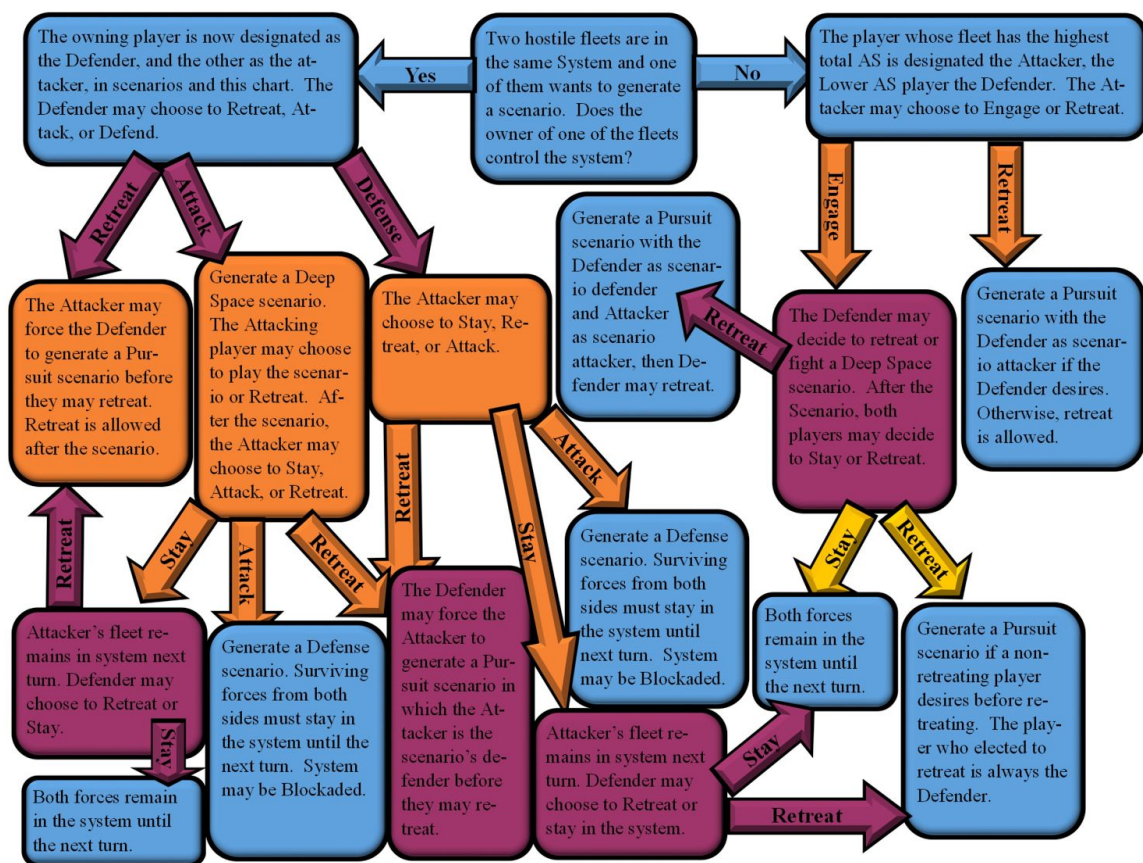 The owning player is now designated as
the Defender, and the other as the at-
tacker, in scenarios and this chart.  The
Defender may choose to Retreat, At-
tack, or Defend.
Yes
Two hostile fleets are in
the same System and one
of them wants to generate
a scenario.  Does the
owner of one of the fleets
control the system?
No
The player whose fleet has the highest
total AS is designated the Attacker, the
Lower AS player the Defender.  The At-
tacker may choose to Engage or Retreat.
Retreat
Attack
Defense
Engage
Retreat
The Attacker may
force the Defender
to generate a Pur-
suit scenario before
they may retreat.
Retreat is allowed
after the scenario.
Generate a Deep
Space scenario.
The Attacking
player may choose
to play the scenar-
io or Retreat.  Af-
ter the scenario,
the Attacker may
choose to Stay,
Attack, or Retreat.
The Attacker may
choose to Stay, Re-
treat, or Attack.
Generate a Pursuit
scenario with the
Defender as scenar-
io defender
and Attacker
as scenario
attacker, then De-
fender may retreat.
Retreat
The Defender may
decide to retreat or
fight a Deep Space
scenario.  After the
Scenario, both
players may decide
to Stay or Retreat.
Generate a Pursuit
scenario with the
Defender as scenar-
io attacker if the
Defender desires.
Otherwise, retreat
is allowed.
Retreat
Stay
Attack
Retreat
Retreat
Stay
Attack
Stay
Retreat
Attacker's fleet re-
mains in system next
turn. Defender may
choose to Retreat or
Stay.
Stay
Both forces remain
in the system until
the next turn.
Generate a Defense
scenario. Surviving
forces from both
sides must stay in
the system until the
next turn.  System
may be Blockaded.
The Defender
may force the
Attacker to
generate a Pur-
suit scenario in
which the At-
tacker is the
scenario's de-
fender before
they may re-
treat.
Generate a Defense
scenario. Surviving
forces from both
sides must stay in
the system until
next turn.  System
may be Blockaded.
Attacker's fleet re-
mains in system next
turn. Defender may
choose to Retreat or
stay in the system.
Stay
Retreat
Both forces
remain in the
system until
the next turn.
Generate a Pursuit
scenario if a non-
retreating player
desires before re-
treating.  The play-
er who elected to
retreat is always the
Defender.